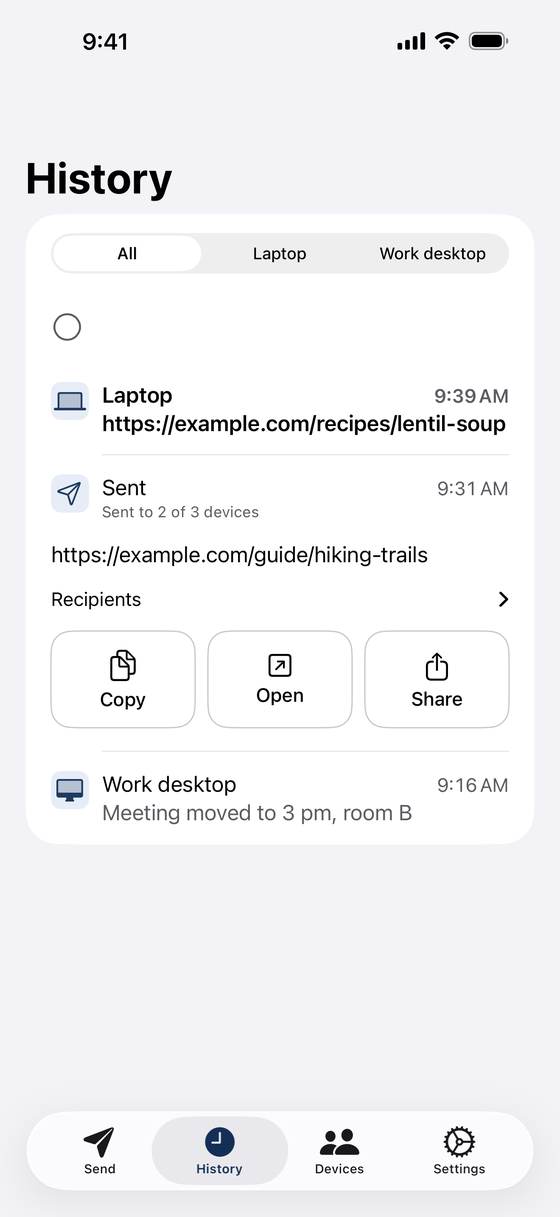 9:41
History
All
Laptop
Work desktop
Laptop
9:39 AM
https://example.com/recipes/lentil-soup
Sent
9:31 AM
Sent to 2 of 3 devices
https://example.com/guide/hiking-trails
Recipients
Copy
Open
Share
Work desktop
9:16 AM
Meeting moved to 3 pm, room B
Send
History
Devices
Settings